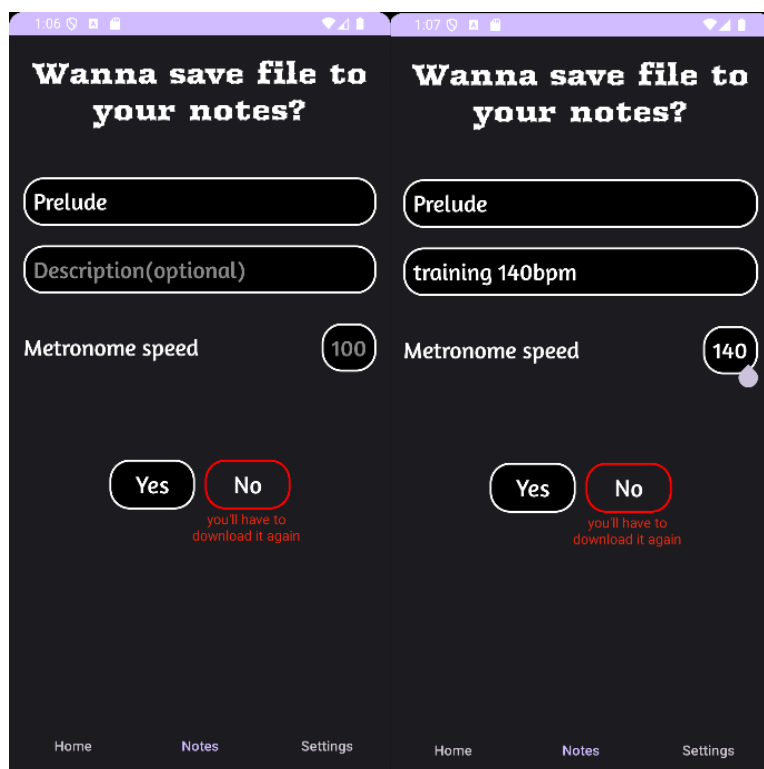 1:06
Wanna save file to
your notes?
Prelude
Description(optional)
Metronome speed
100
Yes
No
you'll have to
download it again
Home
Notes
Settings
1:07
Wanna save file to
your notes?
Prelude
training 140bpm
Metronome speed
140
Yes
No
you'll have to
download it again
Home
Notes
Settings